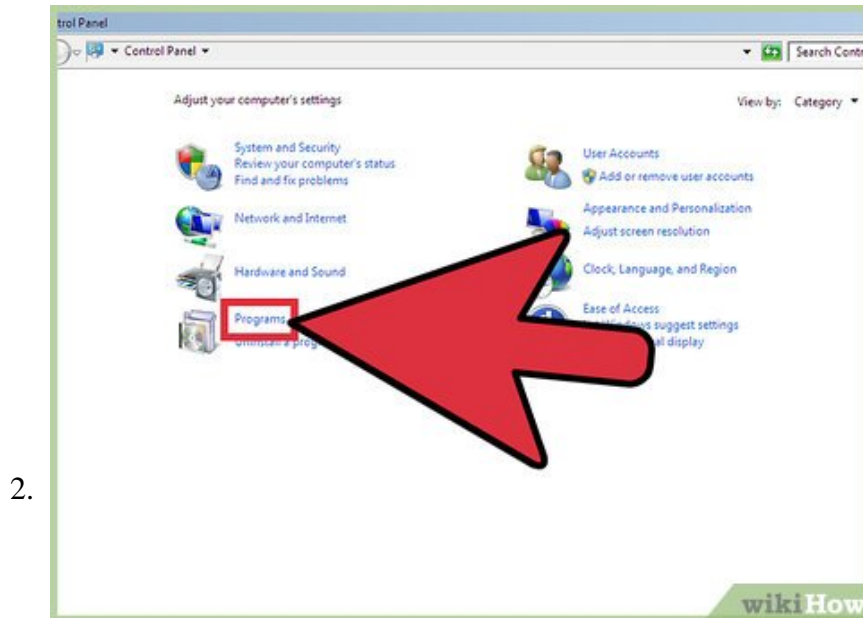 trol Panel
Control Panel
Search Contr
Adjust your computer's settings
View by: Category
System and Security
Review your computer's status
Find and fix problems
Network and Internet
Hardware and Sound
Programs
Uninstall a prog
User Accounts
Add or remove user accounts
Appearance and Personalization
Adjust screen resolution
Clock, Language, and Region
Ease of Access
suggest settings
display
2.
wikiHow